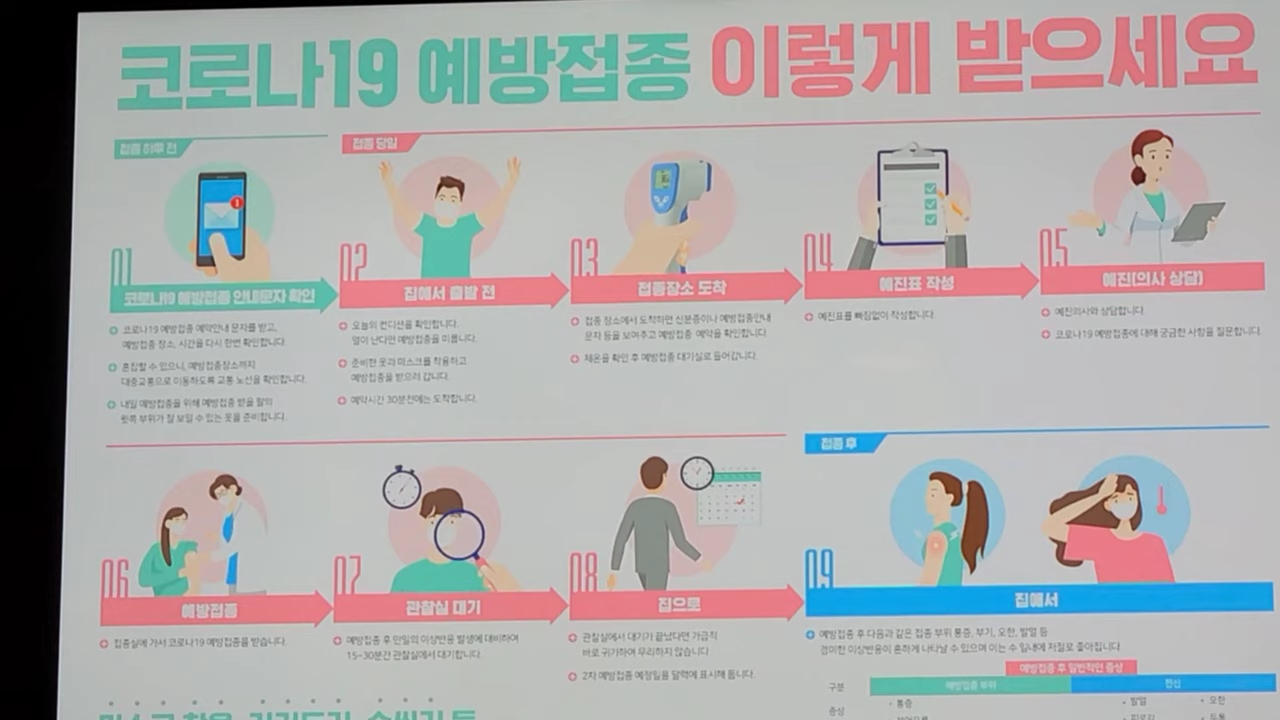 코로나19 예방접종 이렇게 받으세요
접종 하루 전
접종 당일
01
02
03
04
05
코로나19 예방접종 안내문자 확인
집에서 출발 전
접종장소 도착
예진표 작성
예진(의사 상담)
코로나19 예방접종 예약안내 문자를 받고,
예방접종 장소, 시간을 다시 한번 확인합니다.
혼잡할 수 있으니, 예방접종장소까지
대중교통으로 이동하도록 교통 노선을 확인합니다.
내일 예방접종을 위해 예방접종 받을 팔의
윗쪽 부위가 잘 보일 수 있는 옷을 준비합니다.
오늘의 컨디션을 확인합니다.
열이 난다면 예방접종을 미룹니다.
준비한 옷과 마스크를 착용하고
예방접종을 받으러 갑니다.
예약시간 30분전에는 도착합니다.
접종 장소에서 도착하면 신분증이나 예방접종안내
문자 등을 보여주고 예방접종 예약을 확인합니다.
체온을 확인 후 예방접종 대기실로 들어갑니다.
예진표를 빠짐없이 작성합니다.
예진의사와 상담합니다.
코로나19 예방접종에 대해 궁금한 사항을 질문합니다.
접종 후
06
07
08
09
예방접종
관찰실 대기
집으로
집에서
접종실에 가서 코로나19 예방접종을 받습니다.
예방접종 후 만일의 이상반응 발생에 대비하여
15~30분간 관찰실에서 대기합니다.
관찰실에서 대기가 끝났다면 가급적
바로 귀가하여 무리하지 않습니다.
2차 예방접종 예정일을 달력에 표시해 둡니다.
예방접종 후 다음과 같은 접종 부위 통증, 부기, 오한, 발열 등
경미한 이상반응이 흔하게 나타날 수 있으며 이는 수 일내에 저절로 좋아집니다.
예방접종 후 일반적인 증상
구분
예방접종 부위
전신
증상
통증
발열
오한